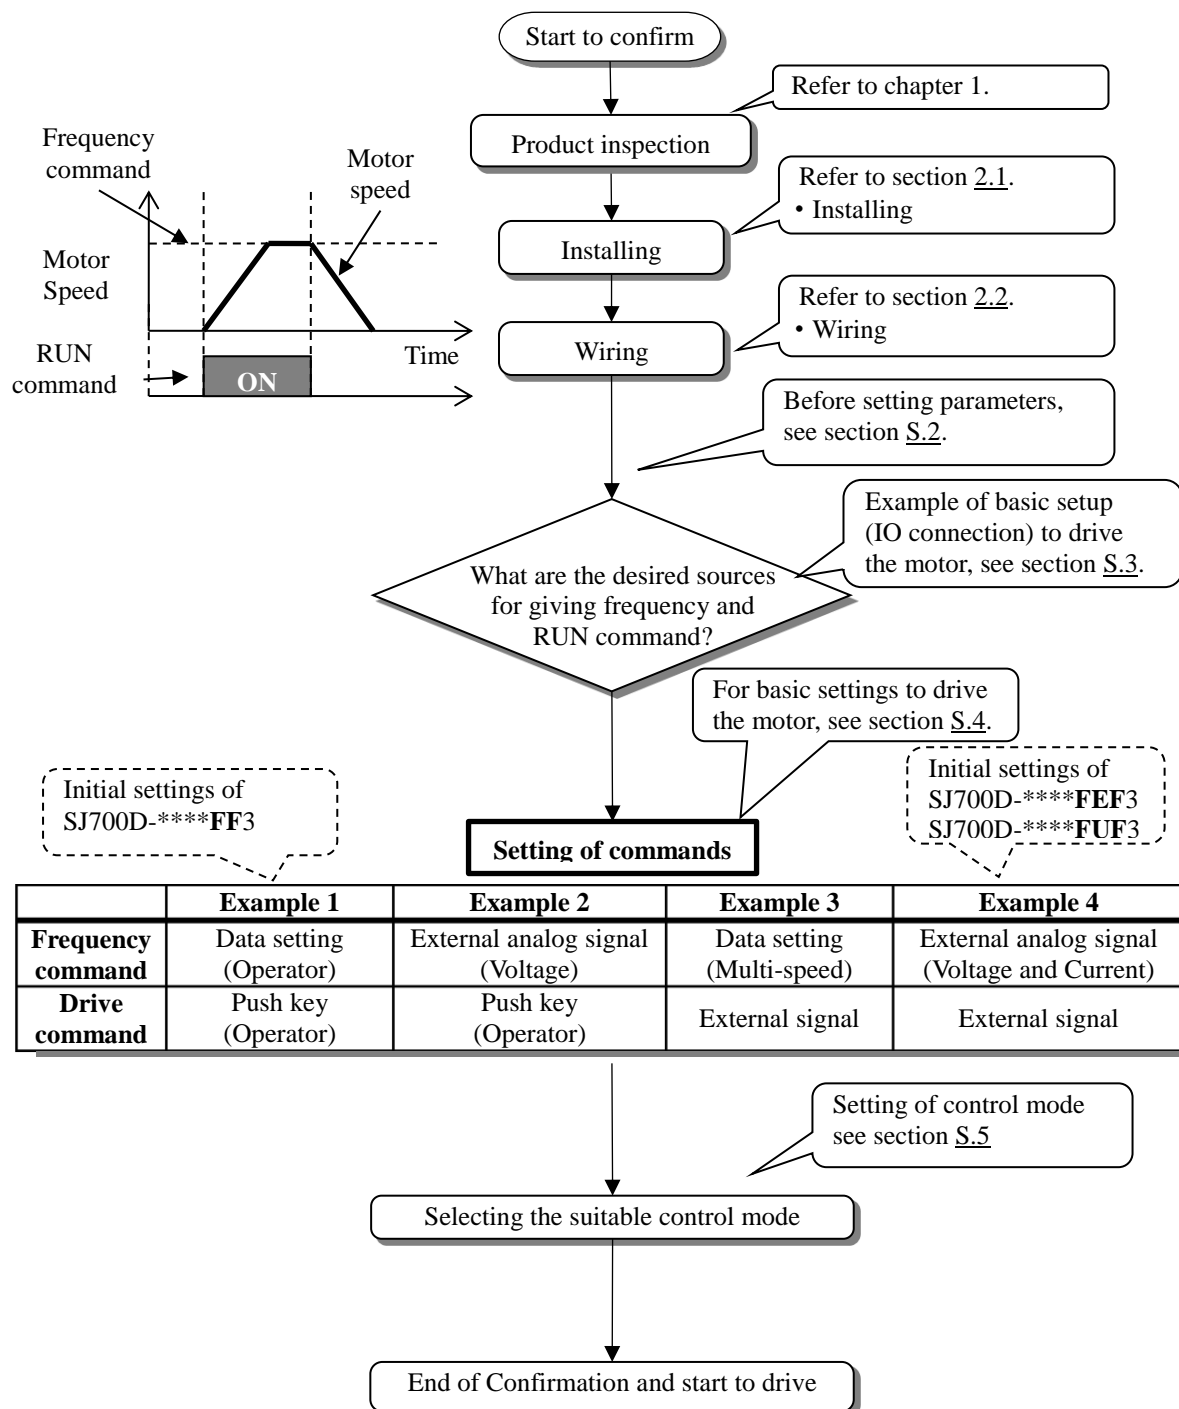 Start to confirm
Refer to chapter 1.
Product inspection
Frequency
command
Motor
speed
Refer to section 2.1.
• Installing
Installing
Motor
Speed
Refer to section 2.2.
• Wiring
Wiring
Time
RUN
command
ON
Before setting parameters,
see section S.2.
Example of basic setup
(IO connection) to drive
the motor, see section S.3.
What are the desired sources
for giving frequency and
RUN command?
For basic settings to drive
the motor, see section S.4.
Initial settings of
SJ700D-****FF3
Initial settings of
SJ700D-****FEF3
SJ700D-****FUF3
Setting of commands
Example 1 Example 2 Example 3 Example 4
Frequency
command
Data setting
(Operator)
External analog signal
(Voltage)
Data setting
(Multi-speed)
External analog signal
(Voltage and Current)
Drive
command
Push key
(Operator)
Push key
(Operator)
External signal
External signal
Setting of control mode
see section S.5
Selecting the suitable control mode
End of Confirmation and start to drive